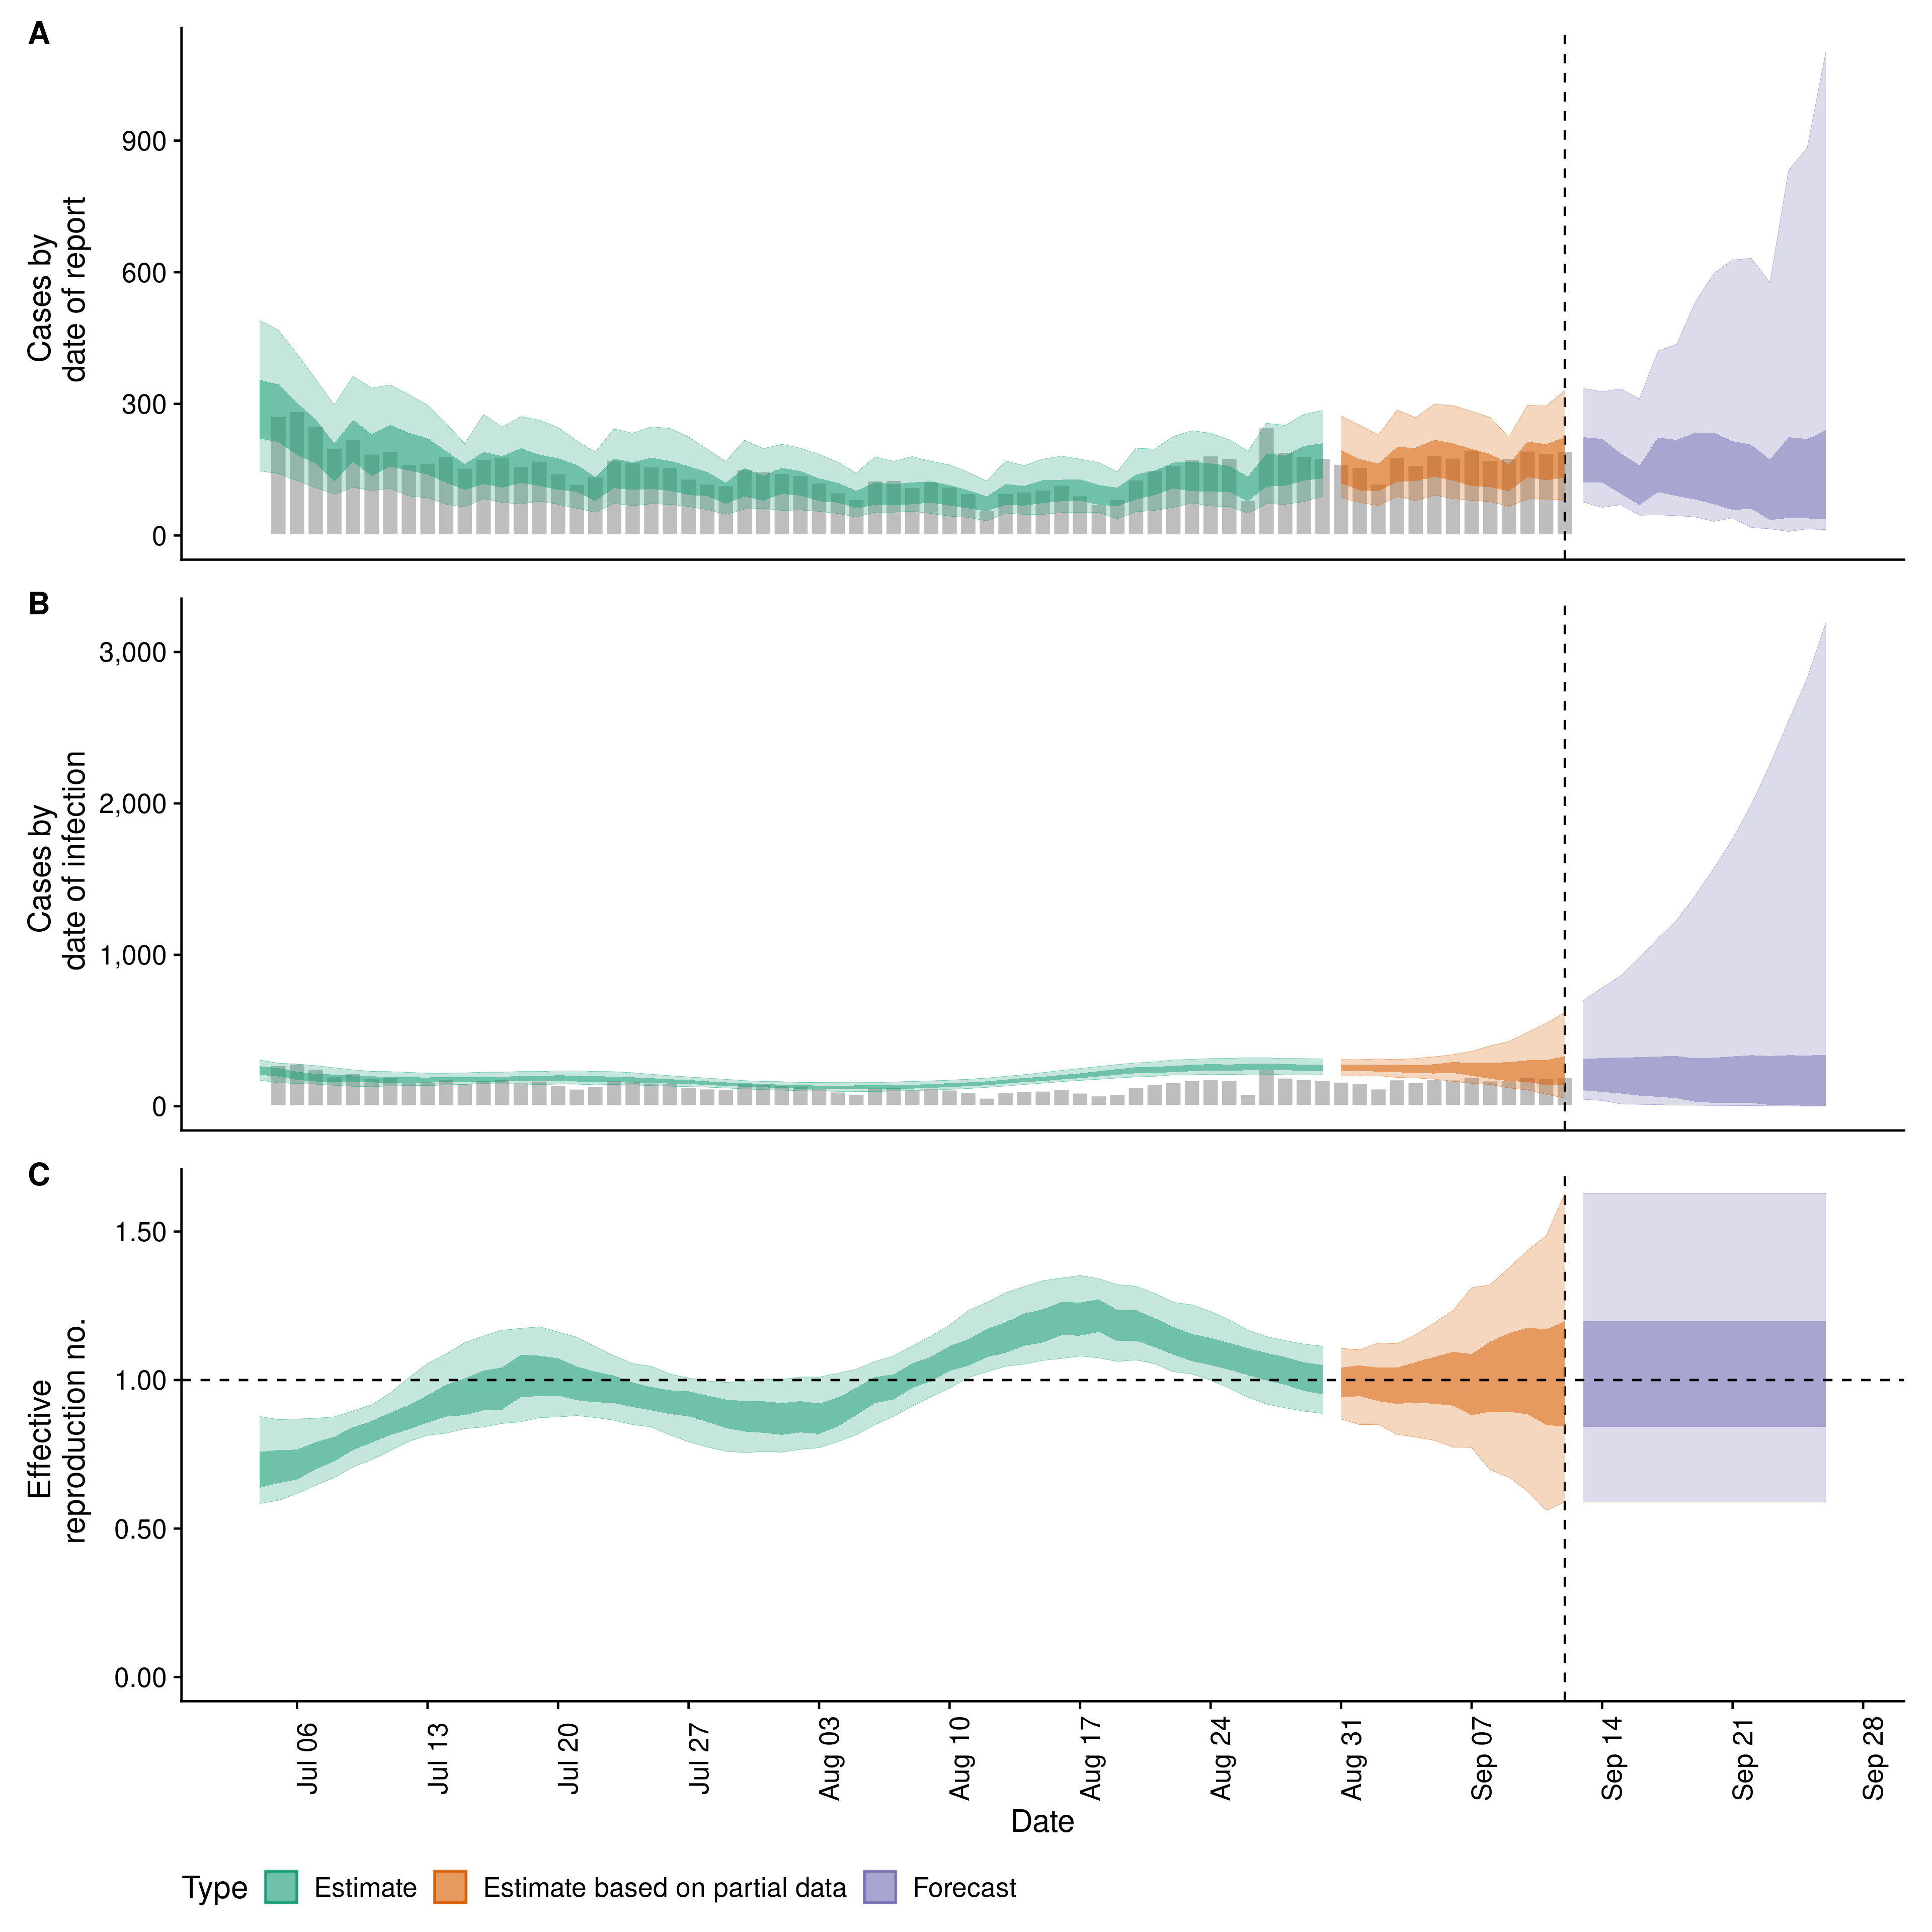 A
Cases by
date of report
900
600
300
0
B
Cases by
date of infection
3,000
2,000
1,000
0
C
Effective
reproduction no.
1.50
1.00
0.50
0.00
Jul 06
Jul 13
Jul 20
Jul 27
Aug 03
Aug 10
Aug 17
Aug 24
Aug 31
Sep 07
Sep 14
Sep 21
Sep 28
Date
Type Estimate Estimate based on partial data Forecast